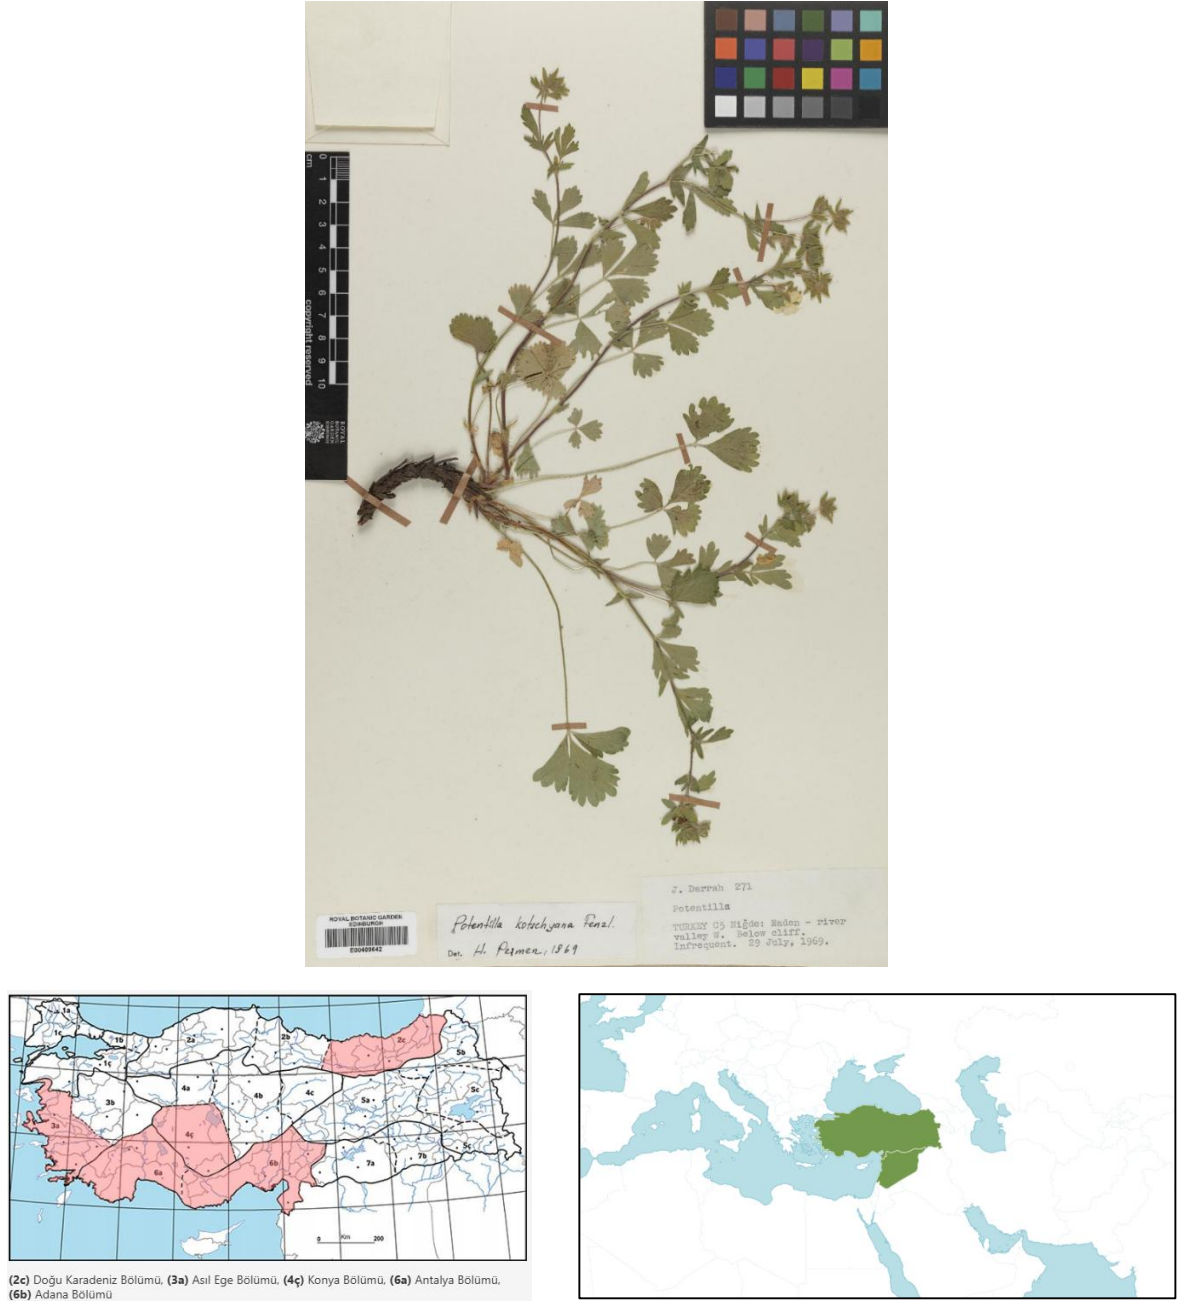 0 1 2 3 4 5 6 7 8 9 10
cm
copyright reserved
ROYAL
BOTANIC
GARDEN
EDINBURGH
ROYAL BOTANIC GARDEN
EDINBURGH
Potentilla kotschyana Fenzl.
Det. H. Peşmen, 1969
J. Darrah 271
Potentilla
TURKEY C5 Niğde: Maden - river
valley W. Below cliff.
Infrequent. 29 July, 1969.
1a
1c
1b
1ç
2a
2b
2c
5b
3a
3b
4a
4b
4c
5a
5c
4ç
5ç
6a
6b
7a
7b
0 Km 200
(2c) Doğu Karadeniz Bölümü, (3a) Asıl Ege Bölümü, (4ç) Konya Bölümü, (6a) Antalya Bölümü,
(6b) Adana Bölümü